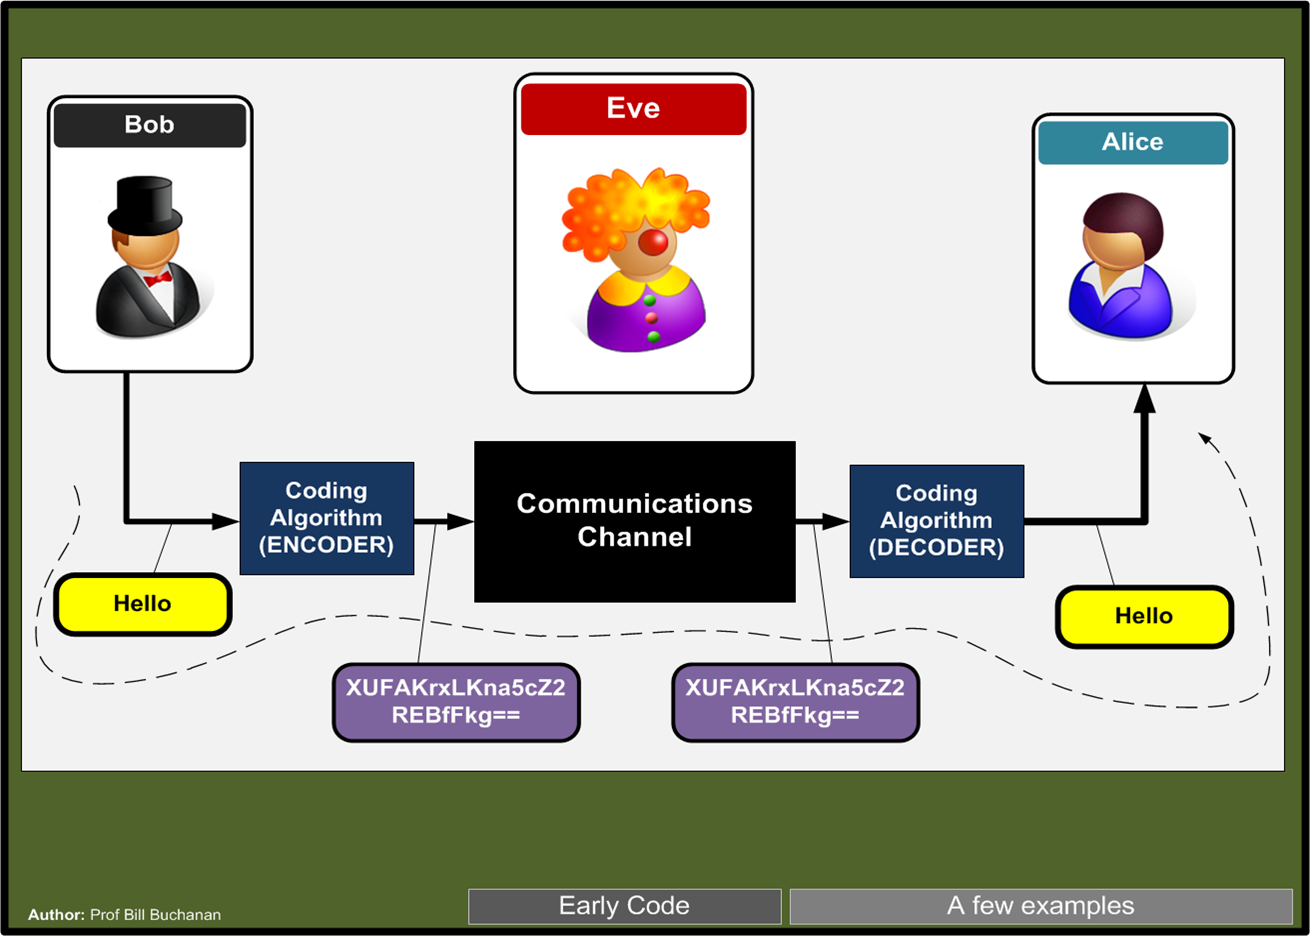 Bob
Eve
Alice
Coding
Algorithm
(ENCODER)
Communications
Channel
Coding
Algorithm
(DECODER)
Hello
Hello
XUFAKrxLKna5cZ2
REBfFkg==
XUFAKrxLKna5cZ2
REBfFkg==
Author: Prof Bill Buchanan
Early Code
A few examples